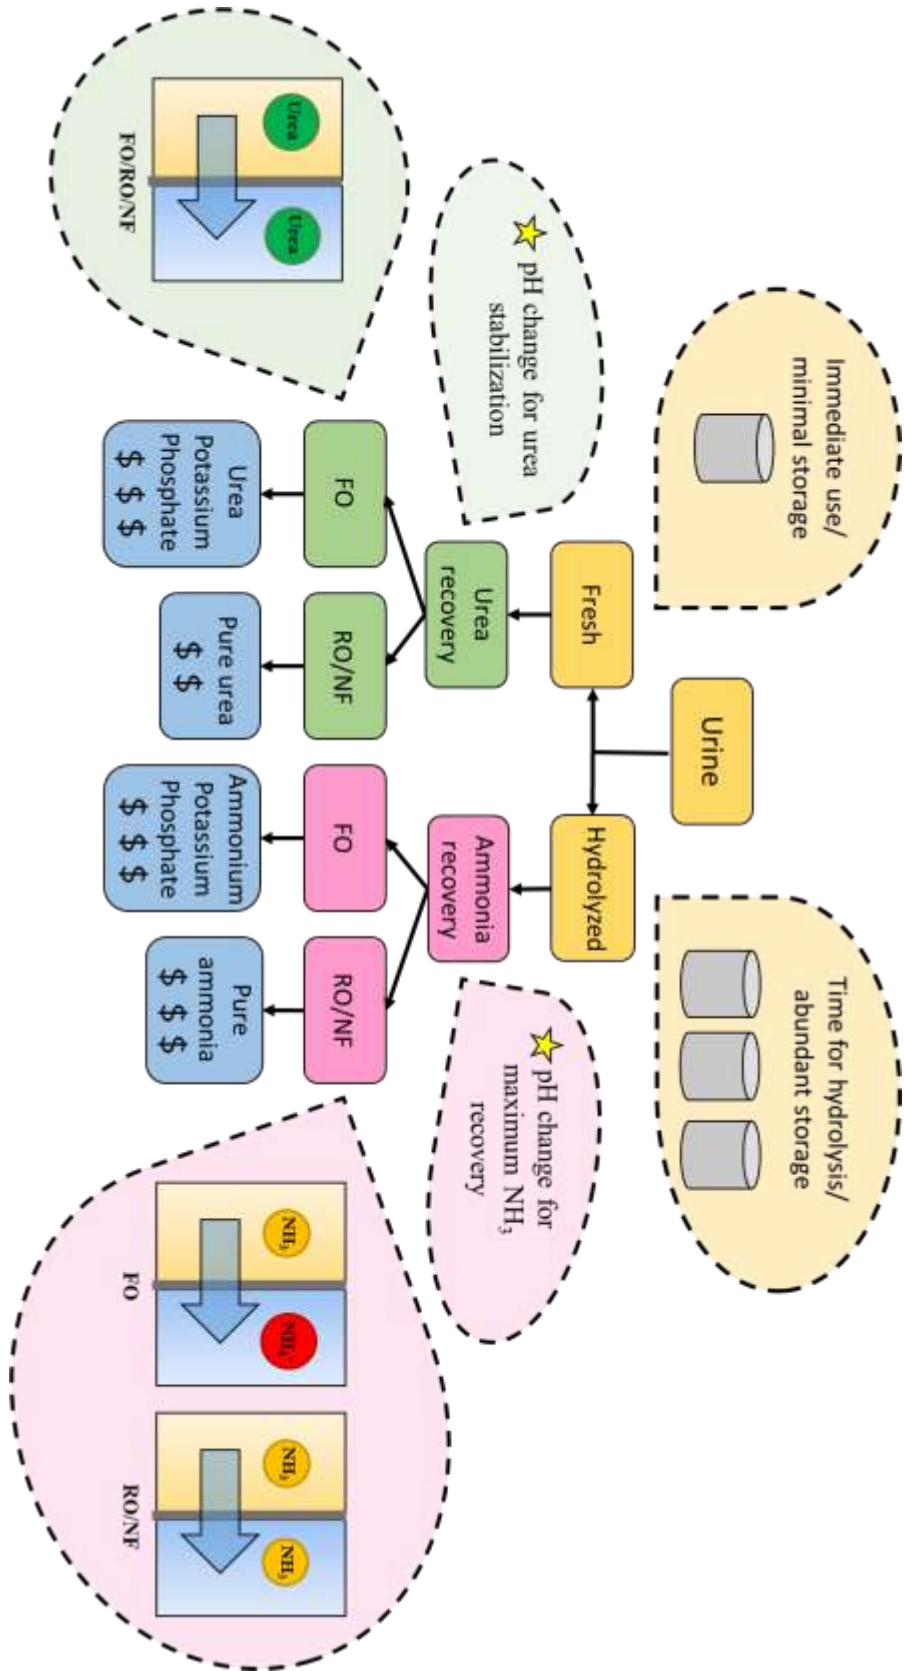 Immediate use/
minimal storage
Urine
Time for hydrolysis/
abundant storage
pH change for urea
stabilization
Fresh
Hydrolyzed
pH change for
maximum NH₃
recovery
Urea
recovery
Ammonia
recovery
FO
RO/NF
FO
RO/NF
Urea
Potassium
Phosphate
$ $ $
Pure urea
$ $
Ammonium
Potassium
Phosphate
$ $ $
Pure
ammonia
$ $ $
Urea
Urea
FO/RO/NF
NH₃
NH₄⁺
FO
NH₃
NH₃
RO/NF